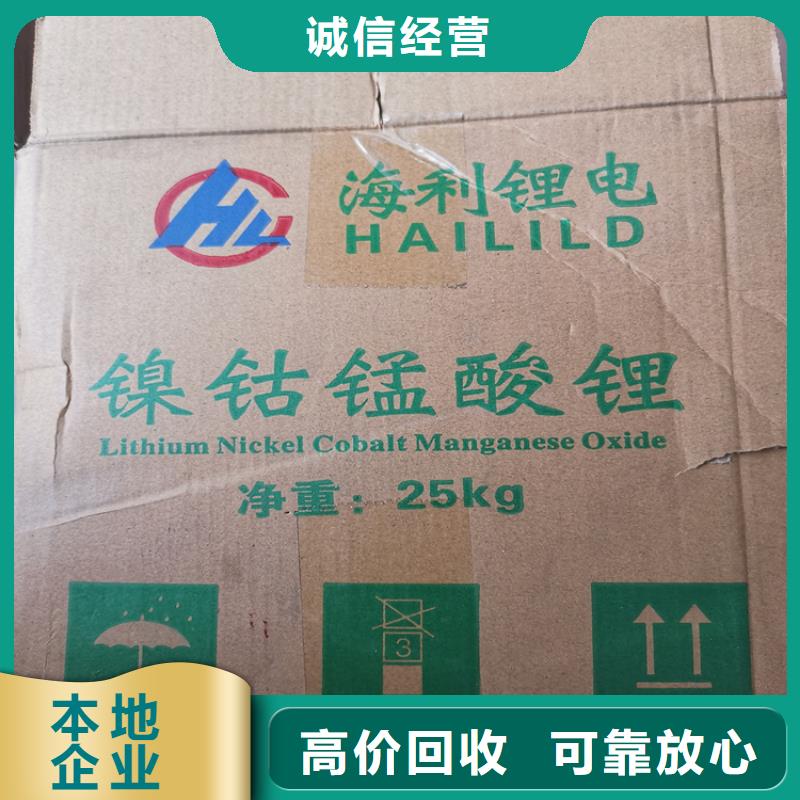 诚信经营
HL
海利锂电
HAILILD
镍钴锰酸锂
Lithium Nickel Cobalt Manganese Oxide
净重：25kg
3
本地
企业
高价回收 可靠放心